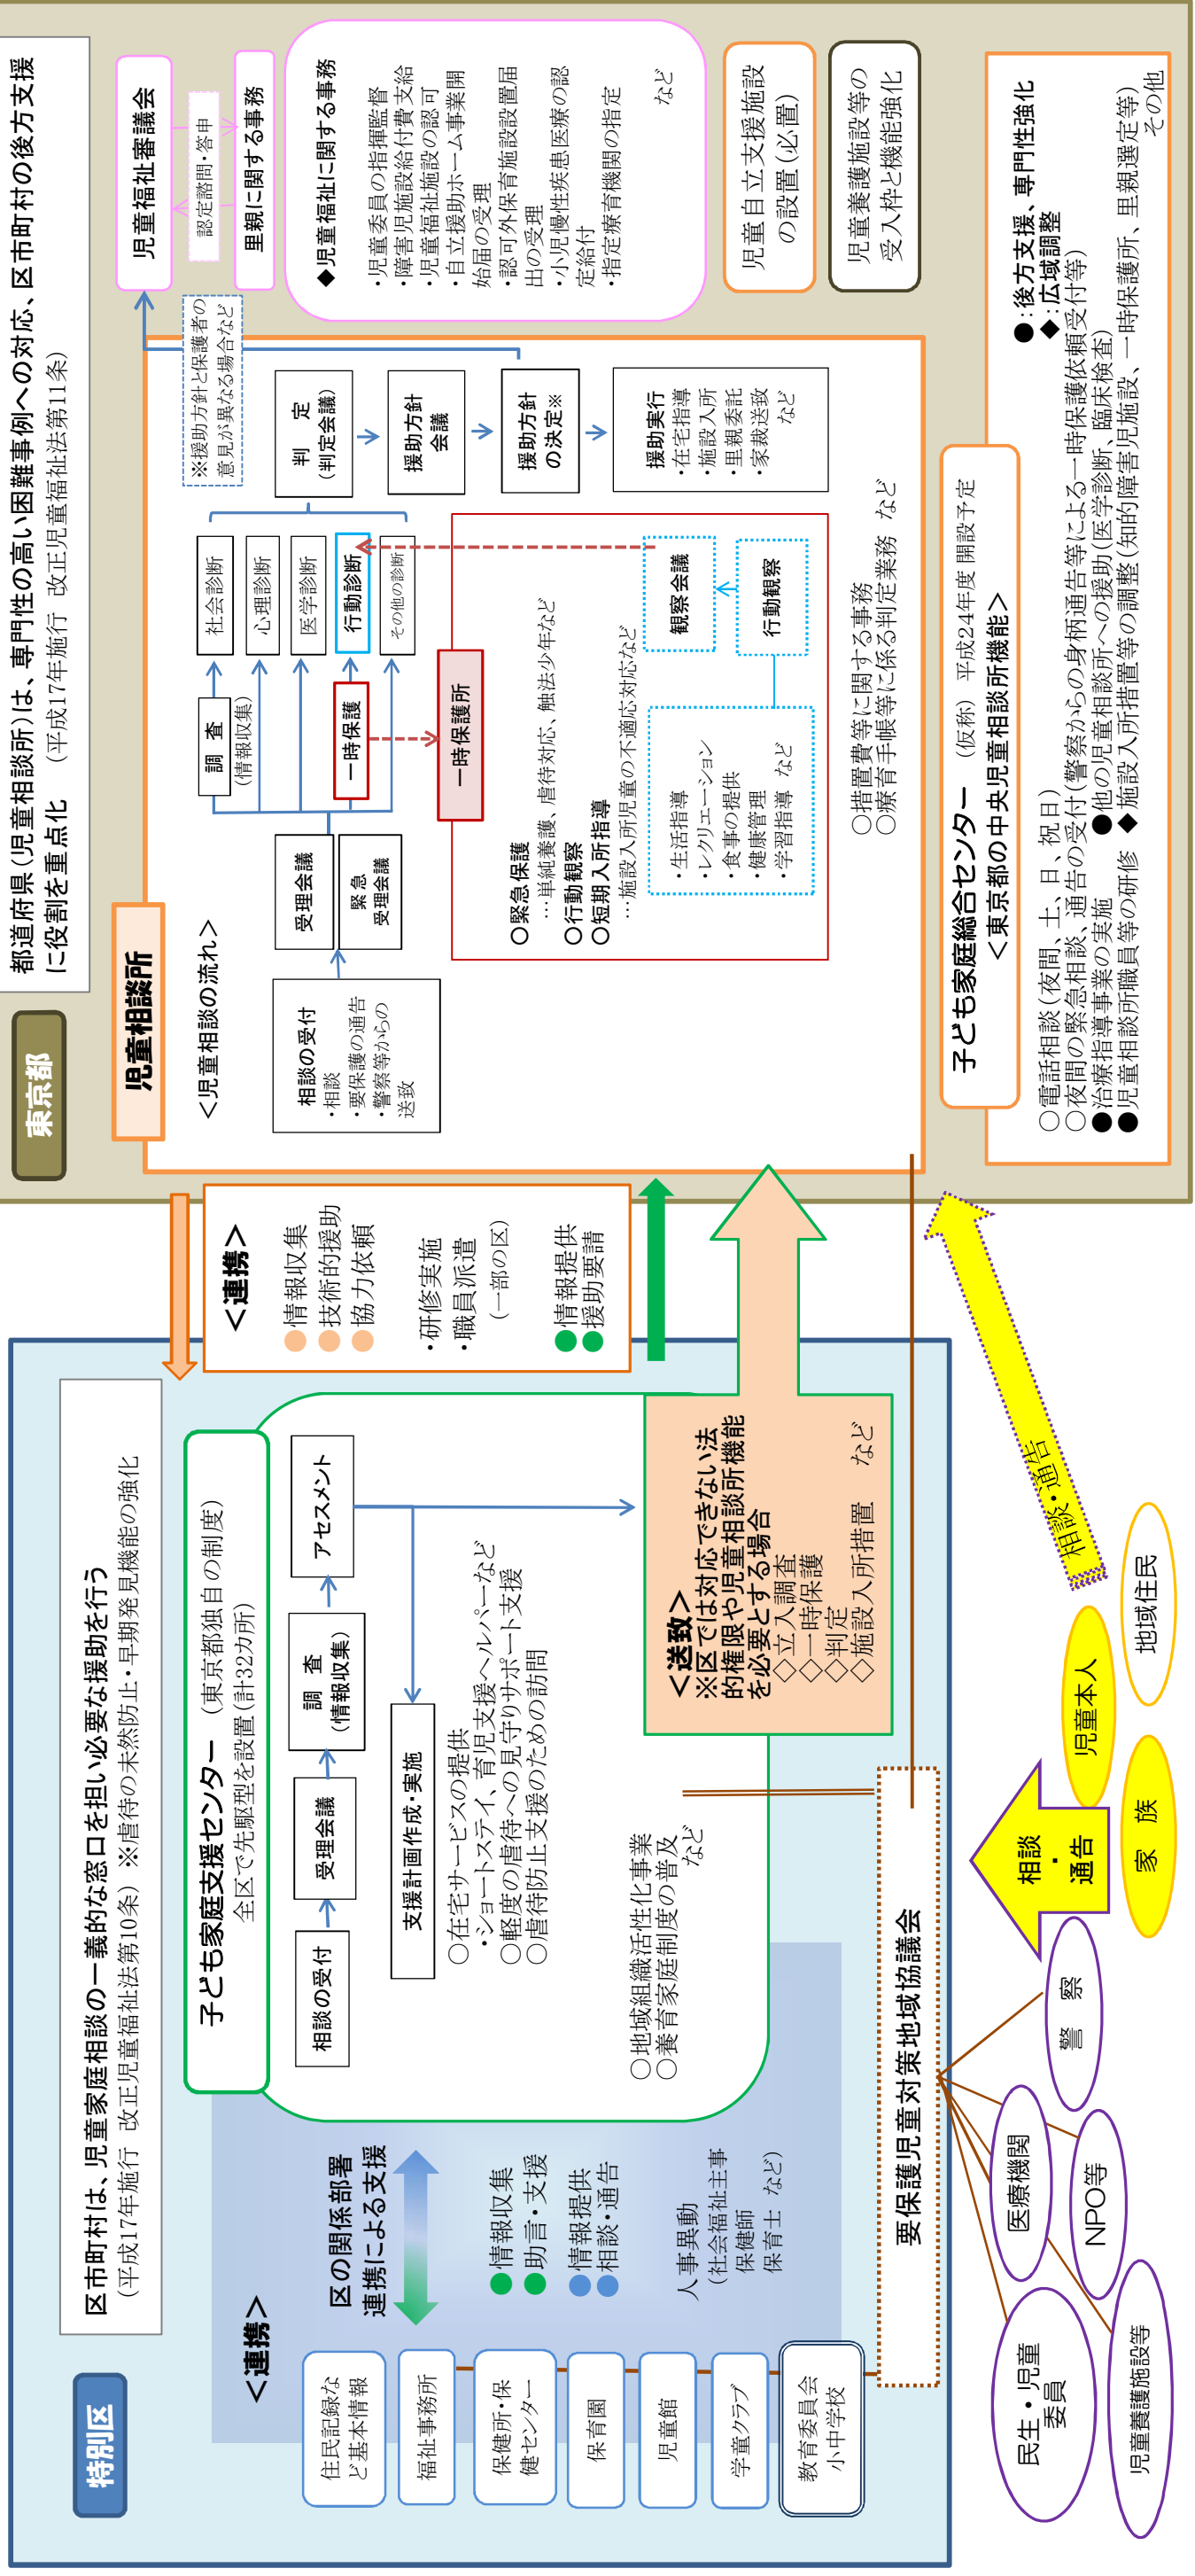 特別区
区市町村は、児童家庭相談の一義的な窓口を担い必要な援助を行う
（平成17年施行　改正児童福祉法第10条）　※虐待の未然防止・早期発見機能の強化
＜連携＞
住民記録な
ど基本情報
福祉事務所
保健所・保
健センター
保育園
児童館
学童クラブ
教育委員会
小中学校
区の関係部署
連携による支援
●情報収集
●助言・支援
●情報提供
●相談・通告
人事異動
（社会福祉主事
保健師
保育士　など）
子ども家庭支援センター　（東京都独自の制度）
全区で先駆型を設置（計32カ所）
相談の受付
受理会議
調　査
（情報収集）
アセスメント
支援計画作成・実施
○在宅サービスの提供
・ショートステイ、育児支援ヘルパーなど
○軽度の虐待への見守りサポート支援
○虐待防止支援のための訪問
○地域組織活性化事業
○養育家庭制度の普及
など
＜送致＞
※区では対応できない法
的権限や児童相談所機能
を必要とする場合
◇立入調査
◇一時保護
◇判定
◇施設入所措置　など
要保護児童対策地域協議会
民生・児童
委員
児童養護施設等
医療機関
NPO等
警　察
相談
・
通告
児童本人
家　族
地域住民
相談・通告
＜連携＞
●情報収集
●技術的援助
●協力依頼
・研修実施
・職員派遣
（一部の区）
●情報提供
●援助要請
東京都
都道府県（児童相談所）は、専門性の高い困難事例への対応、区市町村の後方支援
に役割を重点化　（平成17年施行　改正児童福祉法第11条）
児童相談所
＜児童相談の流れ＞
相談の受付
・相談
・要保護の通告
・警察等からの
送致
受理会議
緊急
受理会議
調　査
（情報収集）
一時保護
社会診断
心理診断
医学診断
行動診断
その他の診断
※援助方針と保護者の
意見が異なる場合など
判　定
（判定会議）
援助方針
会議
援助方針
の決定※
援助実行
・在宅指導
・施設入所
・里親委託
・家裁送致
など
一時保護所
○緊急保護
…単純養護、虐待対応、触法少年など
○行動観察
○短期入所指導
…施設入所児童の不適応対応など
・生活指導
・レクリエーション
・食事の提供
・健康管理
・学習指導　など
観察会議
行動観察
○措置費等に関する事務
○療育手帳等に係る判定業務　など
児童福祉審議会
認定諮問・答申
里親に関する事務
◆児童福祉に関する事務
・児童委員の指揮監督
・障害児施設給付費支給
・児童福祉施設の認可
・自立援助ホーム事業開
始届の受理
・認可外保育施設設置届
出の受理
・小児慢性疾患医療の認
定給付
・指定療育機関の指定
など
児童自立支援施設
の設置（必置）
児童養護施設等の
受入枠と機能強化
子ども家庭総合センター　（仮称）　平成24年度 開設予定
＜東京都の中央児童相談所機能＞
●：後方支援、専門性強化
◆：広域調整
○電話相談（夜間、土、日、祝日）
○夜間の緊急相談、通告の受付（警察からの身柄通告等による一時保護依頼受付等）
●治療指導事業の実施　●他の児童相談所への援助（医学診断、臨床検査）
●児童相談所職員等の研修　◆施設入所措置等の調整（知的障害児施設、一時保護所、里親選定等）
その他